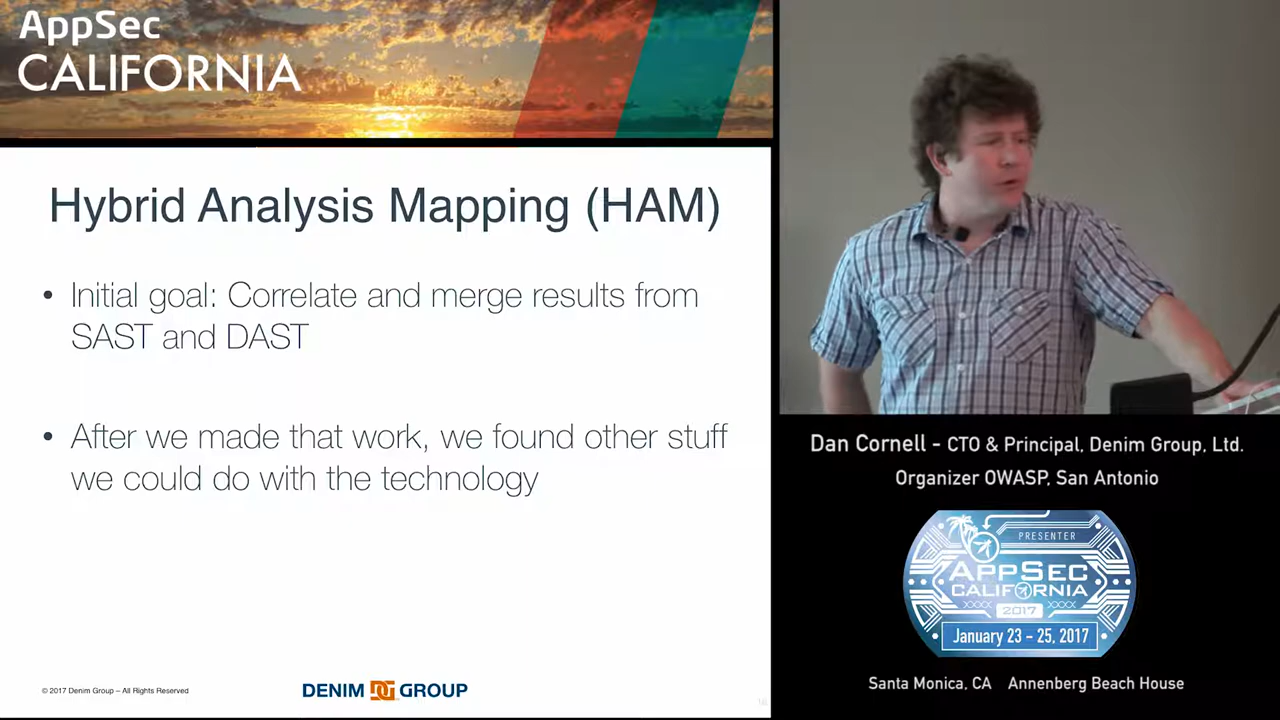 AppSec
CALIFORNIA
Hybrid Analysis Mapping (HAM)
• Initial goal: Correlate and merge results from
SAST and DAST
• After we made that work, we found other stuff
we could do with the technology
© 2017 Denim Group – All Rights Reserved
DENIM DG GROUP
Dan Cornell - CTO & Principal, Denim Group, Ltd.
Organizer OWASP, San Antonio
PRESENTER
APPSEC
CALIFORNIA
2017
January 23 - 25, 2017
Santa Monica, CA Annenberg Beach House